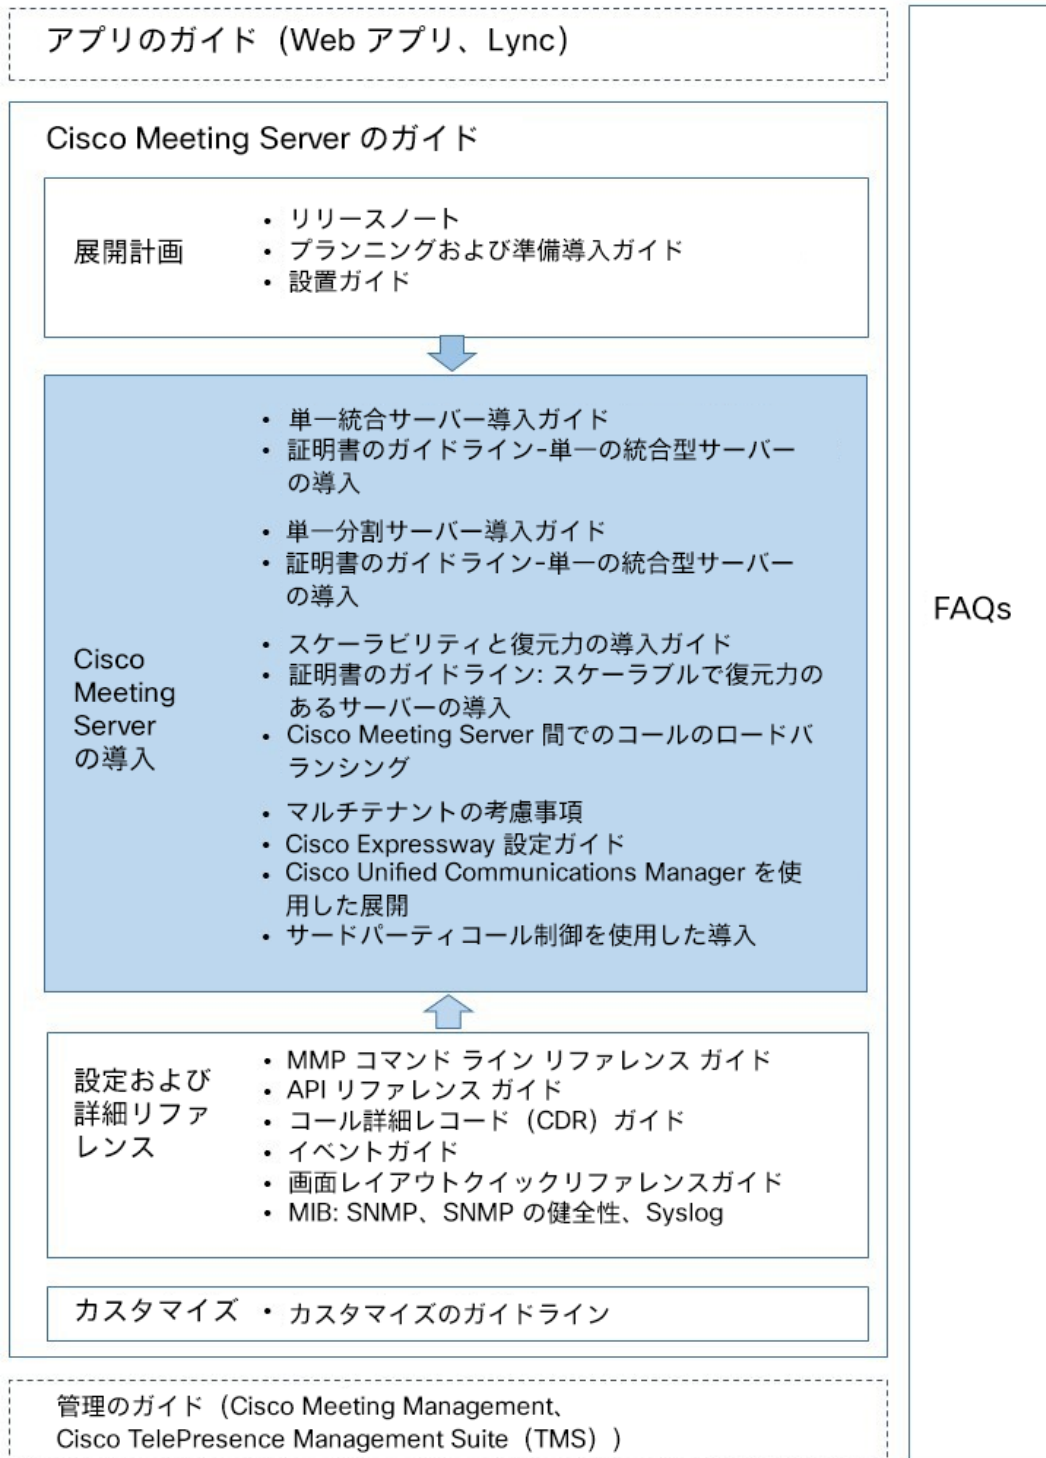 アプリのガイド（Web アプリ、Lync）
Cisco Meeting Server のガイド
展開計画
• リリースノート
• プランニングおよび準備導入ガイド
• 設置ガイド
Cisco
Meeting
Server
の導入
• 単一統合サーバー導入ガイド
• 証明書のガイドライン-単一の統合型サーバー
の導入
• 単一分割サーバー導入ガイド
• 証明書のガイドライン-単一の統合型サーバー
の導入
• スケーラビリティと復元力の導入ガイド
• 証明書のガイドライン: スケーラブルで復元力の
あるサーバーの導入
• Cisco Meeting Server 間でのコールのロードバ
ランシング
• マルチテナントの考慮事項
• Cisco Expressway 設定ガイド
• Cisco Unified Communications Manager を使
用した展開
• サードパーティコール制御を使用した導入
設定および
詳細リファ
レンス
• MMP コマンド ライン リファレンス ガイド
• API リファレンス ガイド
• コール詳細レコード（CDR）ガイド
• イベントガイド
• 画面レイアウトクイックリファレンスガイド
• MIB: SNMP、SNMP の健全性、Syslog
カスタマイズ
• カスタマイズのガイドライン
管理のガイド（Cisco Meeting Management、
Cisco TelePresence Management Suite（TMS））
FAQs